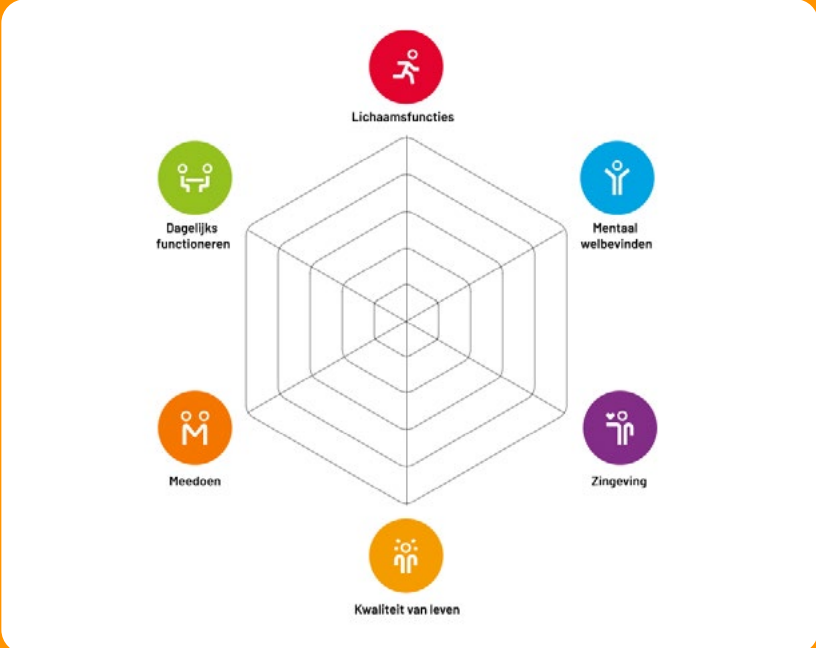 Lichaamsfuncties
Dagelijks
functioneren
Mentaal
welbevinden
Meedoen
Zingeving
Kwaliteit van leven